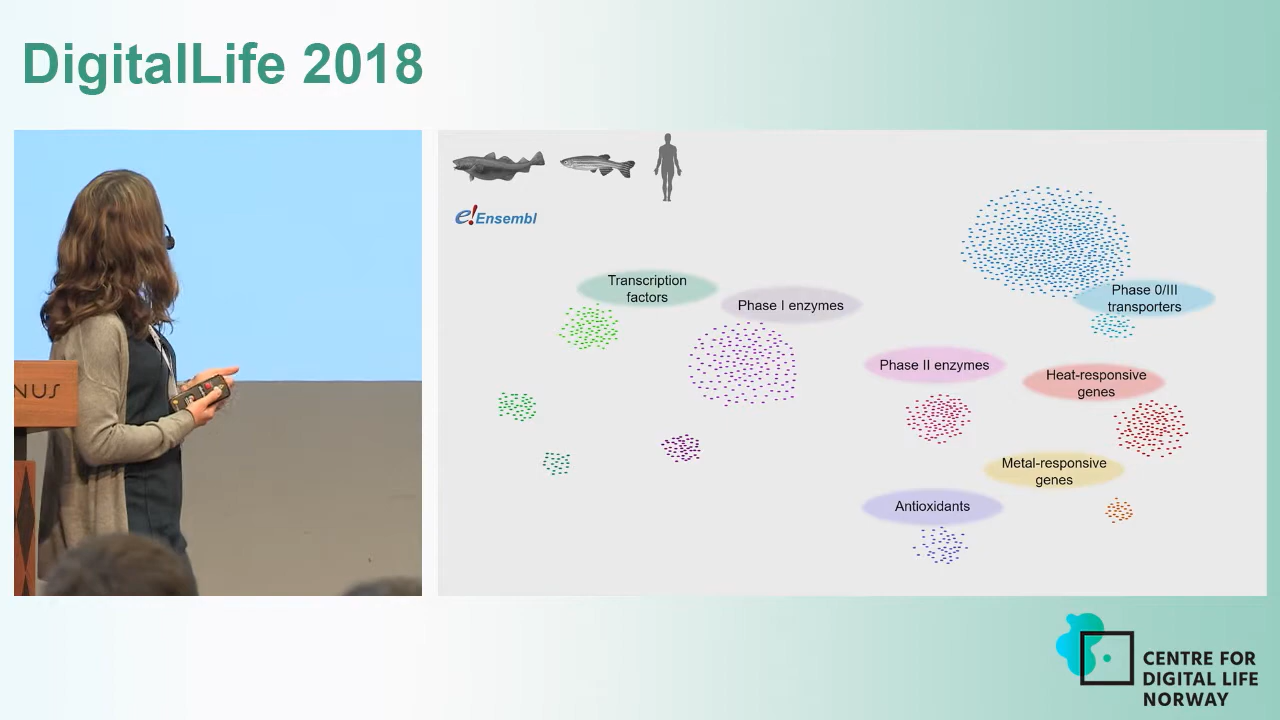 DigitalLife 2018
e!Ensembl
Transcription
factors
Phase I enzymes
Phase 0/III
transporters
Phase II enzymes
Heat-responsive
genes
Metal-responsive
genes
Antioxidants
NUS
CENTRE FOR
DIGITAL LIFE
NORWAY